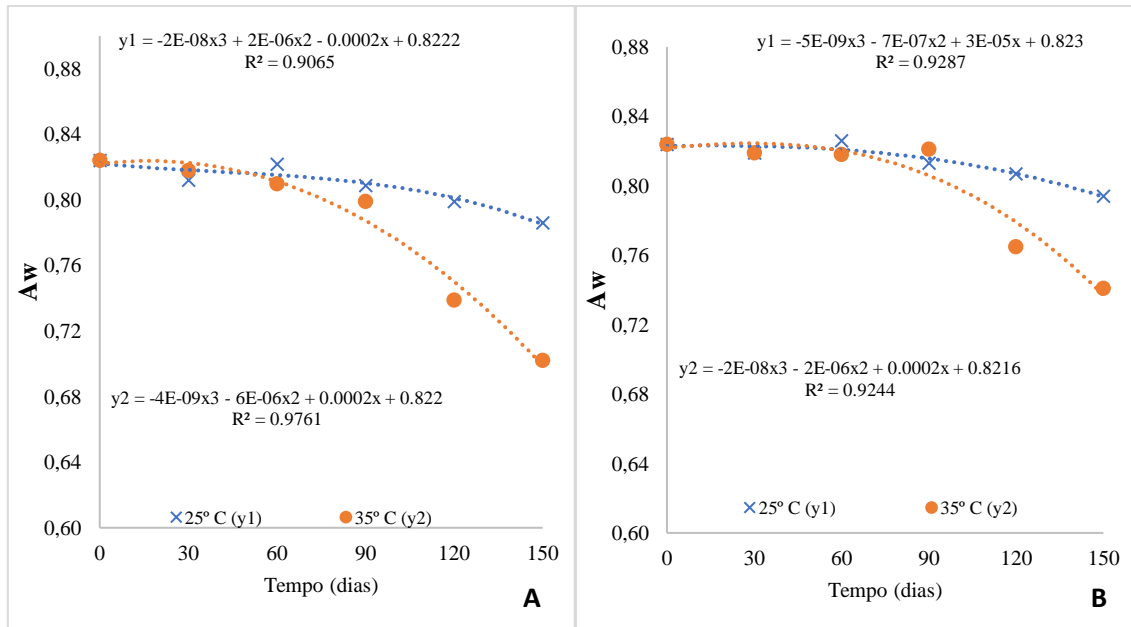 y1 = -2E-08x3 + 2E-06x2 - 0.0002x + 0.8222
R² = 0.9065
0,88
0,84
0,80
0,76
0,72
0,68
0,64
0,60
Aw
y2 = -4E-09x3 - 6E-06x2 + 0.0002x + 0.822
R² = 0.9761
25º C (y1)
35º C (y2)
0
30
60
90
120
150
Tempo (dias)
A
y1 = -5E-09x3 - 7E-07x2 + 3E-05x + 0.823
R² = 0.9287
0,88
0,84
0,80
0,76
0,72
0,68
0,64
0,60
Aw
y2 = -2E-08x3 - 2E-06x2 + 0.0002x + 0.8216
R² = 0.9244
25º C (y1)
35º C (y2)
0
30
60
90
120
150
Tempo (dias)
B